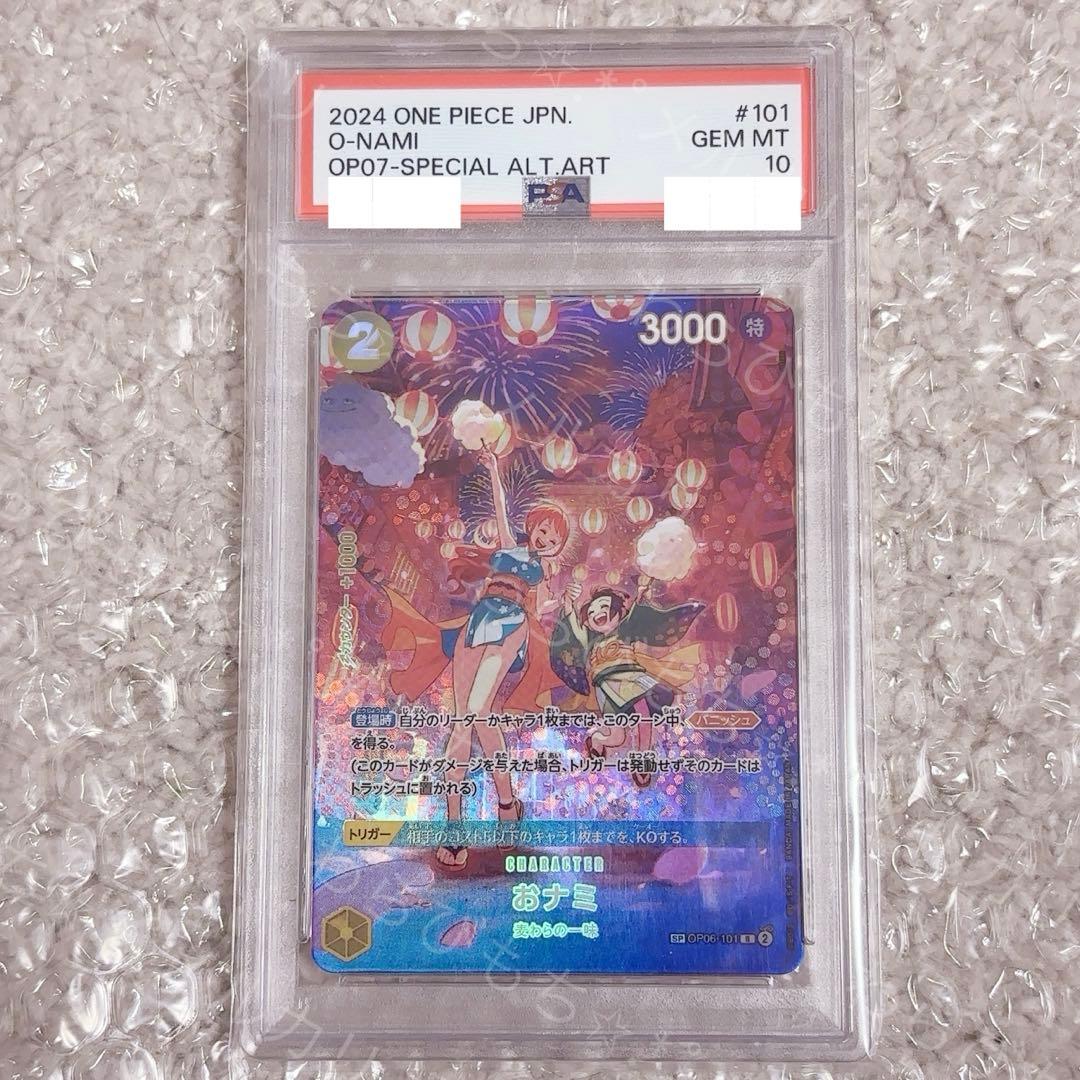 2024 ONE PIECE JPN. #101
O-NAMI GEM MT
OP07-SPECIAL ALT.ART 10
PSA
2
3000 特
カウンター +1000
登場時 自分のリーダーかキャラ1枚までは、このターン中、バニッシュ
を得る。
(このカードがダメージを与えた場合、トリガーは発動せずそのカードは
トラッシュに置かれる)
トリガー 相手のコスト5以下のキャラ1枚までを、KOする。
CHARACTER
おナミ
麦わらの一味
SP OP06-101 R 2